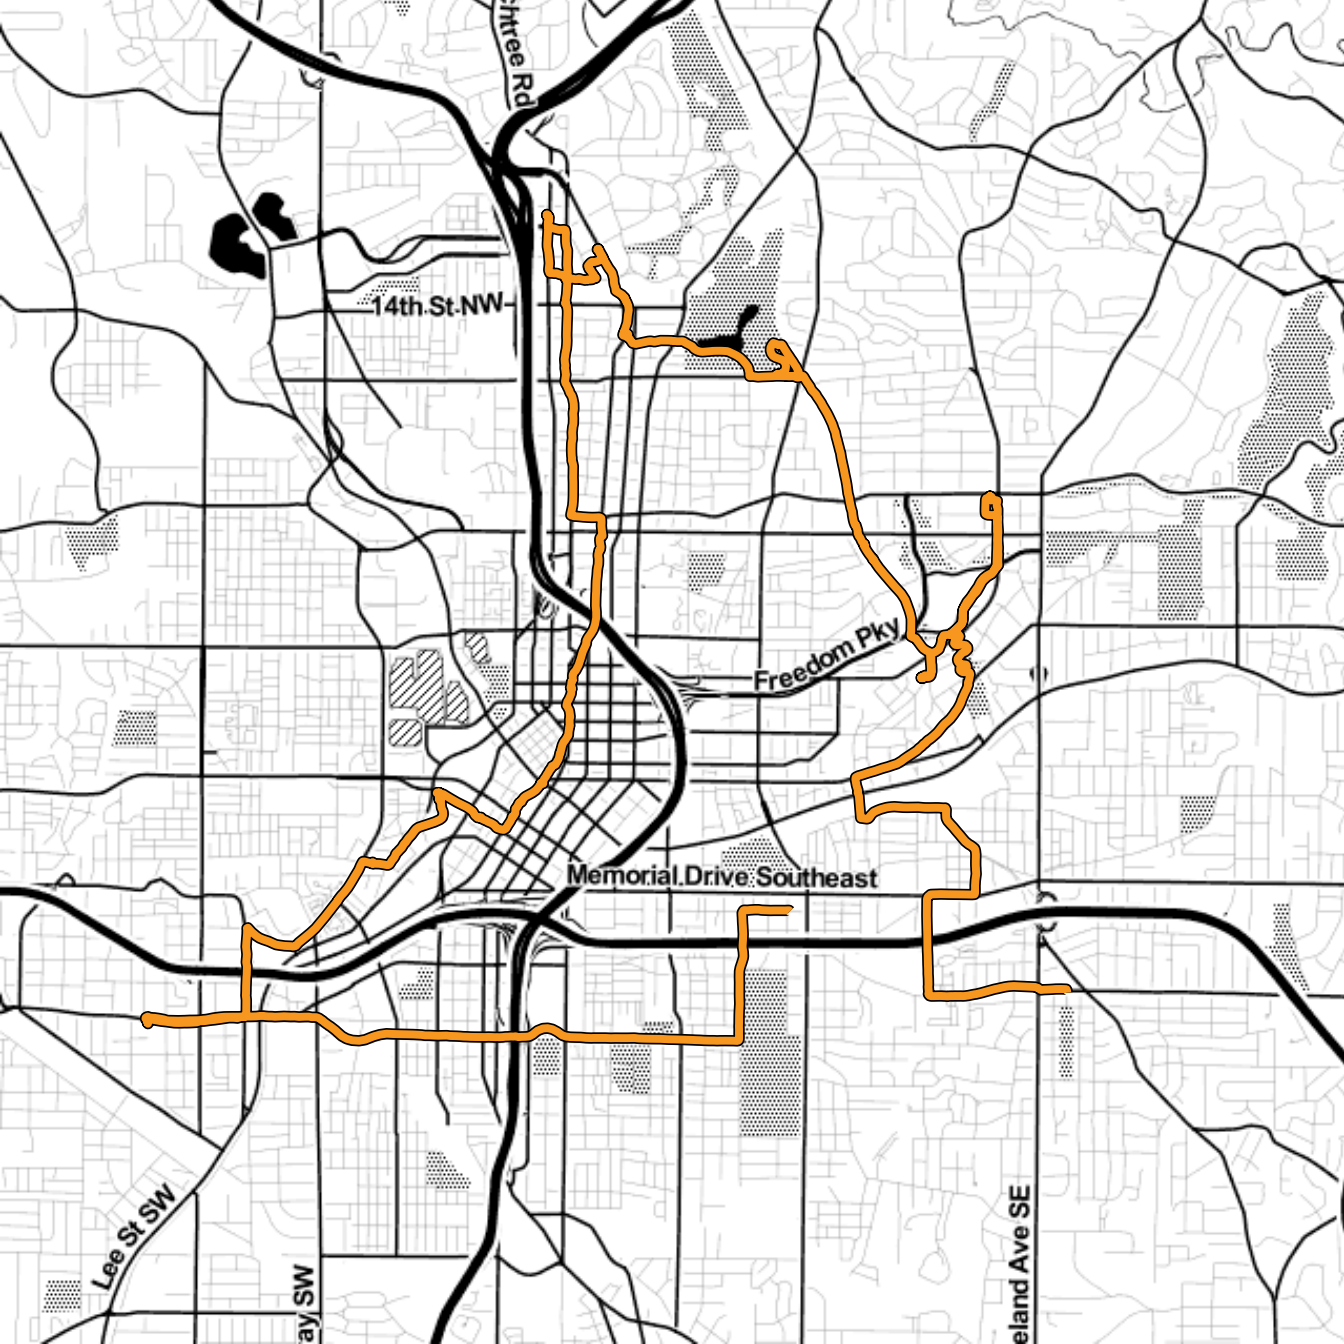 htree Rd
14th St NW
Freedom Pky
Memorial Drive Southeast
Lee St SW
ay SW
eland Ave SE